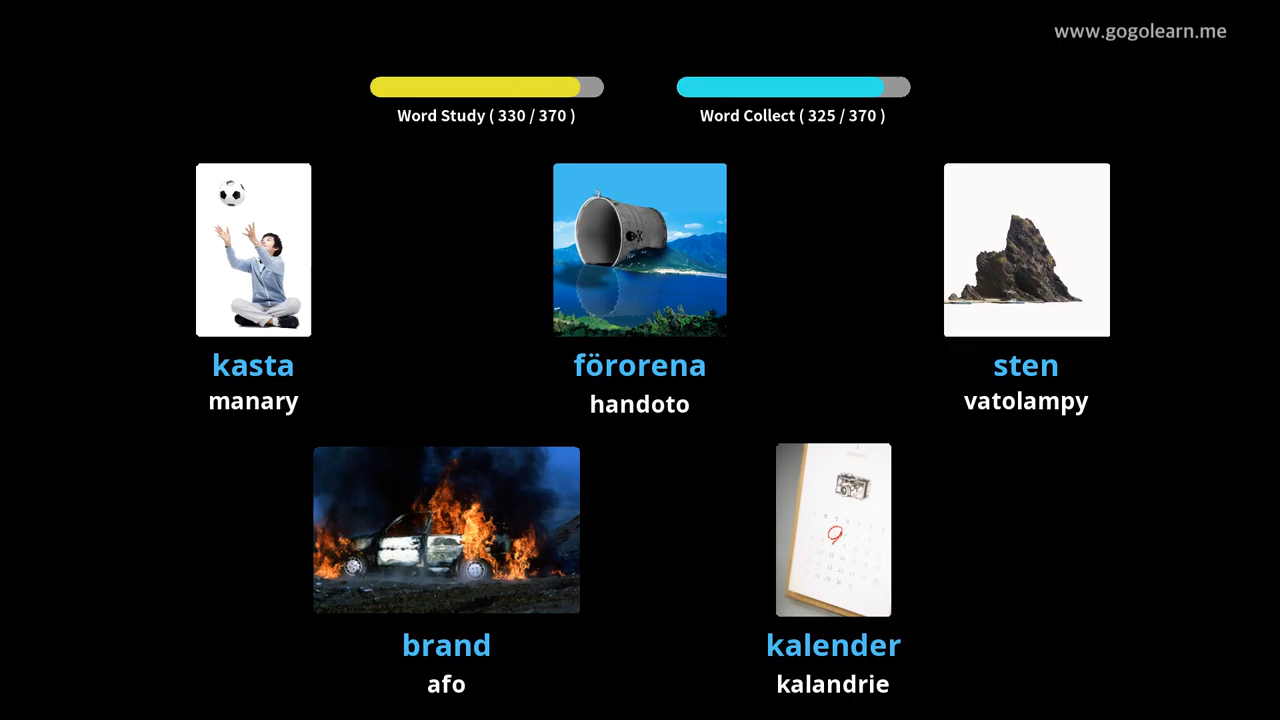 www.gogolearn.me
Word Study ( 330 / 370 )
Word Collect ( 325 / 370 )
kasta
manary
förorena
handoto
sten
vatolampy
brand
afo
kalender
kalandrie
9